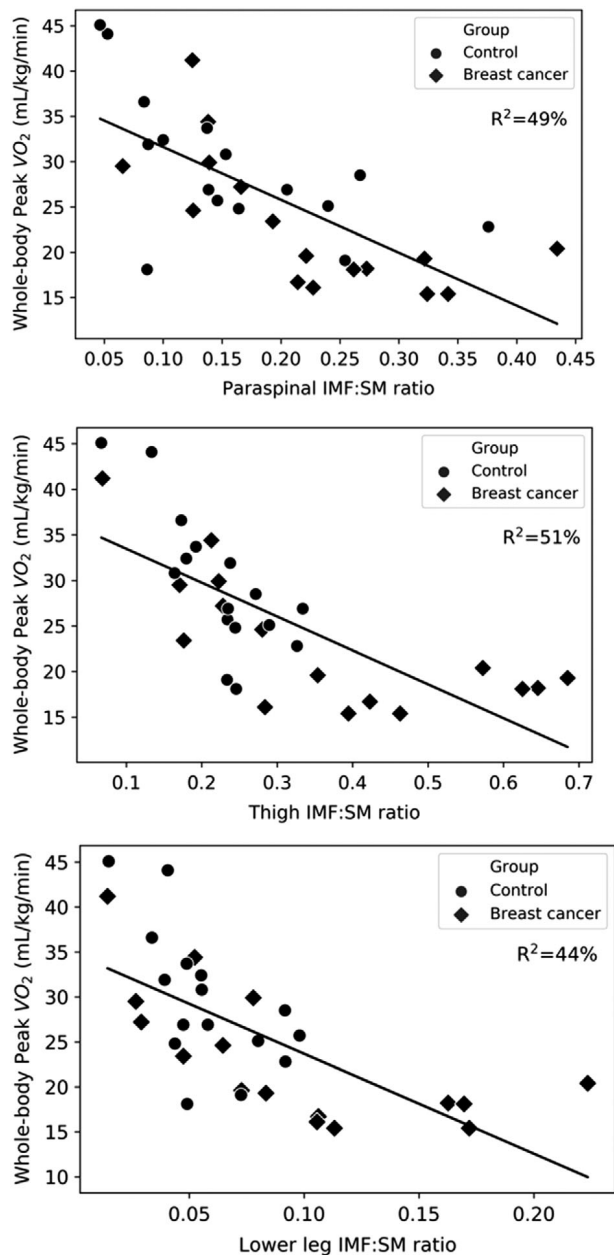 Whole-body Peak VO₂ (mL/kg/min)
45
40
35
30
25
20
15
Group
Control
Breast cancer
R²=49%
0.05 0.10 0.15 0.20 0.25 0.30 0.35 0.40 0.45
Paraspinal IMF:SM ratio
Whole-body Peak VO₂ (mL/kg/min)
45
40
35
30
25
20
15
Group
Control
Breast cancer
R²=51%
0.1 0.2 0.3 0.4 0.5 0.6 0.7
Thigh IMF:SM ratio
Whole-body Peak VO₂ (mL/kg/min)
45
40
35
30
25
20
15
10
Group
Control
Breast cancer
R²=44%
0.05 0.10 0.15 0.20
Lower leg IMF:SM ratio